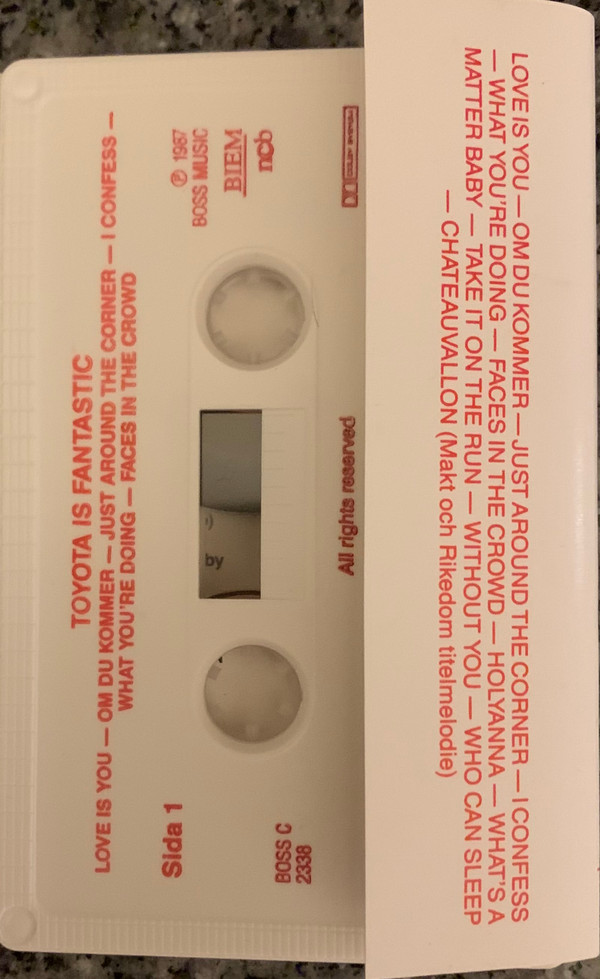 TOYOTA IS FANTASTIC
LOVE IS YOU — OM DU KOMMER — JUST AROUND THE CORNER — I CONFESS —
WHAT YOU'RE DOING — FACES IN THE CROWD
Sida 1
℗ 1987
BOSS MUSIC
BIEM
ncb
BOSS C
2338
by
All rights reserved
LOVE IS YOU — OM DU KOMMER — JUST AROUND THE CORNER — I CONFESS
— WHAT YOU'RE DOING — FACES IN THE CROWD — HOLYANNA — WHAT'S A
MATTER BABY — TAKE IT ON THE RUN — WITHOUT YOU — WHO CAN SLEEP
— CHATEAUVALLON (Makt och Rikedom titelmelodie)